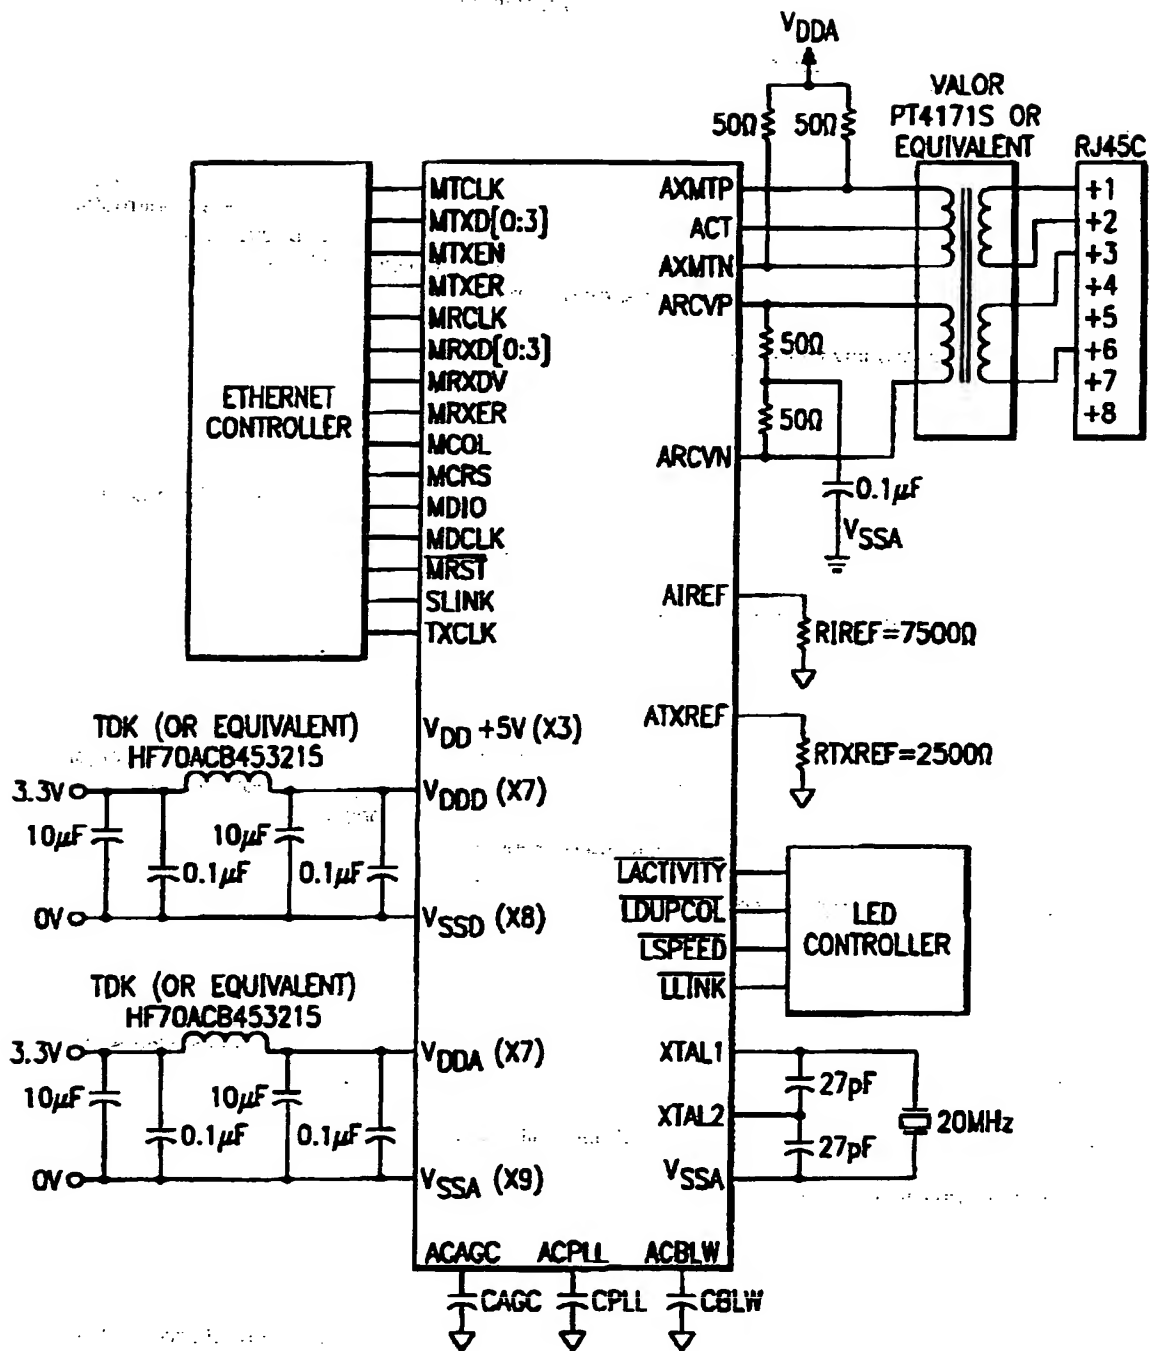 VDDA
50Ω 50Ω
VALOR
PT4171S OR
EQUIVALENT
RJ45C
MTCLK
MTXD[0:3]
MTXEN
MTXER
MRCLK
MRXD[0:3]
MRXDV
MRXER
MCOL
MCRS
MDIO
MDCLK
MRST
SLINK
TXCLK
ETHERNET
CONTROLLER
AXMTP
ACT
AXMTN
ARCVP
ARCVN
50Ω
50Ω
0.1μF
VSSA
+1
+2
+3
+4
+5
+6
+7
+8
AIREF
RIREF=7500Ω
ATXREF
RTXREF=2500Ω
VDD +5V (X3)
TDK (OR EQUIVALENT)
HF70ACB453215
3.3V
VDDD (X7)
10μF
10μF
0.1μF
0.1μF
0V
VSSD (X8)
LACTIVITY
LDUPCOL
LSPEED
LLINK
LED
CONTROLLER
TDK (OR EQUIVALENT)
HF70ACB453215
3.3V
VDDA (X7)
10μF
10μF
0.1μF
0.1μF
0V
VSSA (X9)
XTAL1
XTAL2
VSSA
27pF
27pF
20MHz
ACAGC ACPLL ACBLW
CAGC CPLL CBLW